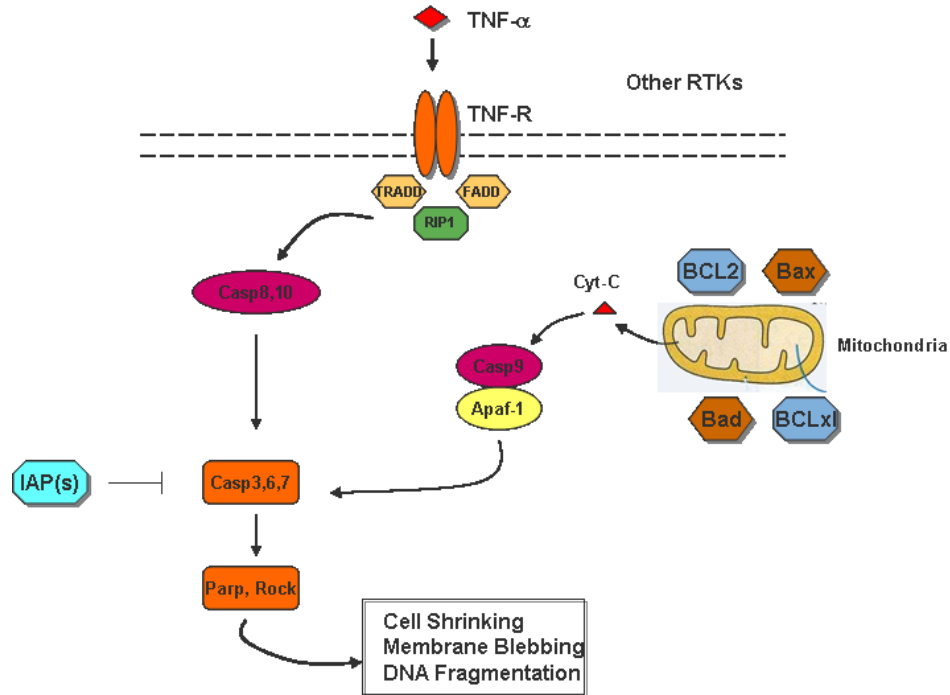 TNF-α
Other RTKs
TNF-R
TRADD
FADD
RIP1
BCL2
Bax
Cyt-C
Casp8,10
Mitochondria
Casp9
Apaf-1
Bad
BCLxl
IAP(s)
Casp3,6,7
Parp, Rock
Cell Shrinking
Membrane Blebbing
DNA Fragmentation